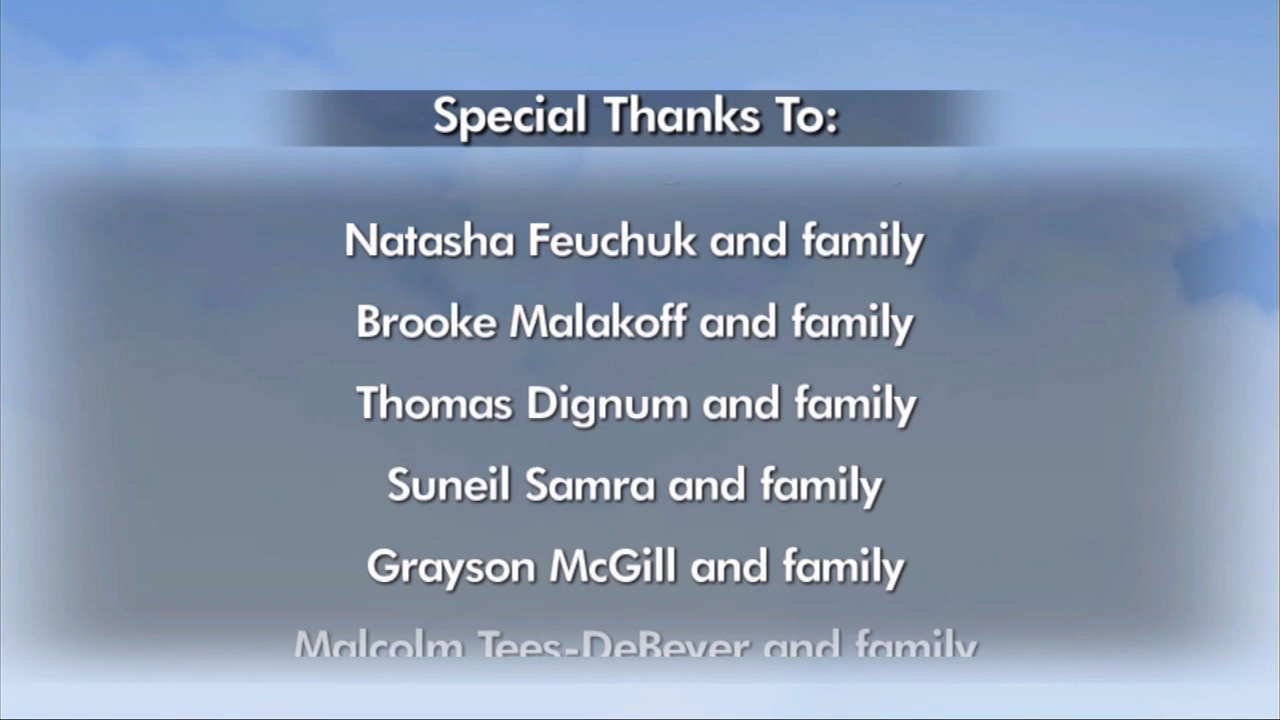 Special Thanks To:
Natasha Feuchuk and family
Brooke Malakoff and family
Thomas Dignum and family
Suneil Samra and family
Grayson McGill and family
Malcolm Tees-DeBeyer and family